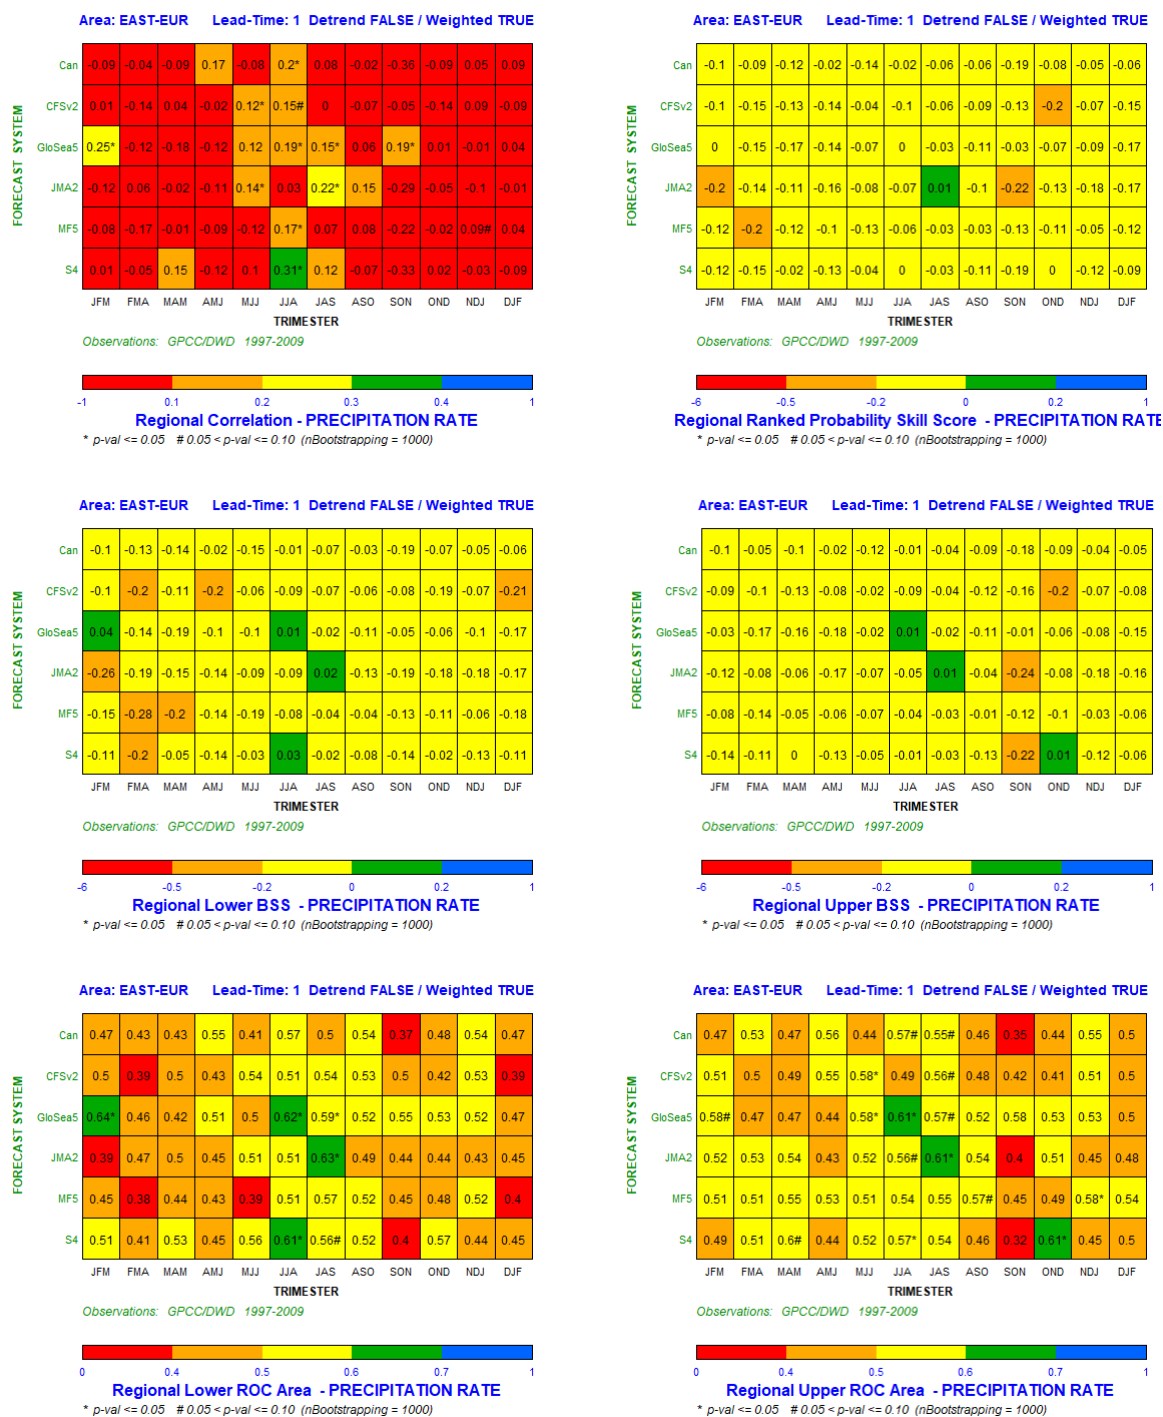 Area: EAST-EUR Lead-Time: 1 Detrend FALSE / Weighted TRUE
FORECAST SYSTEM
Can -0.09 -0.04 -0.09 0.17 -0.08 0.2* 0.08 -0.02 -0.36 -0.09 0.05 0.09
CFSv2 0.01 -0.14 0.04 -0.02 0.12* 0.15# 0 -0.07 -0.05 -0.14 0.09 -0.09
GloSea5 0.25* -0.12 -0.18 -0.12 0.12 0.19* 0.15* 0.06 0.19* 0.01 -0.01 0.04
JMA2 -0.12 0.06 -0.02 -0.11 0.14* 0.03 0.22* 0.15 -0.29 -0.05 -0.1 -0.01
MF5 -0.08 -0.17 -0.01 -0.09 -0.12 0.17* 0.07 0.08 -0.22 -0.02 0.09# 0.04
S4 0.01 -0.05 0.15 -0.12 0.1 0.31* 0.12 -0.07 -0.33 0.02 -0.03 -0.09
JFM FMA MAM AMJ MJJ JJA JAS ASO SON OND NDJ DJF
TRIMESTER
Observations: GPCC/DWD 1997-2009
-1 0.1 0.2 0.3 0.4 1
Regional Correlation - PRECIPITATION RATE
* p-val <= 0.05 # 0.05 < p-val <= 0.10 (nBootstrapping = 1000)
Area: EAST-EUR Lead-Time: 1 Detrend FALSE / Weighted TRUE
FORECAST SYSTEM
Can -0.1 -0.09 -0.12 -0.02 -0.14 -0.02 -0.06 -0.06 -0.19 -0.08 -0.05 -0.06
CFSv2 -0.1 -0.15 -0.13 -0.14 -0.04 -0.1 -0.06 -0.09 -0.13 -0.2 -0.07 -0.15
GloSea5 0 -0.15 -0.17 -0.14 -0.07 0 -0.03 -0.11 -0.03 -0.07 -0.09 -0.17
JMA2 -0.2 -0.14 -0.11 -0.16 -0.08 -0.07 0.01 -0.1 -0.22 -0.13 -0.18 -0.17
MF5 -0.12 -0.2 -0.12 -0.1 -0.13 -0.06 -0.03 -0.03 -0.13 -0.11 -0.05 -0.12
S4 -0.12 -0.15 -0.02 -0.13 -0.04 0 -0.03 -0.11 -0.19 0 -0.12 -0.09
JFM FMA MAM AMJ MJJ JJA JAS ASO SON OND NDJ DJF
TRIMESTER
Observations: GPCC/DWD 1997-2009
-6 -0.5 -0.2 0 0.2 1
Regional Ranked Probability Skill Score - PRECIPITATION RATE
* p-val <= 0.05 # 0.05 < p-val <= 0.10 (nBootstrapping = 1000)
Area: EAST-EUR Lead-Time: 1 Detrend FALSE / Weighted TRUE
FORECAST SYSTEM
Can -0.1 -0.13 -0.14 -0.02 -0.15 -0.01 -0.07 -0.03 -0.19 -0.07 -0.05 -0.06
CFSv2 -0.1 -0.2 -0.11 -0.2 -0.06 -0.09 -0.09 -0.09 -0.08 -0.19 -0.07 -0.21
GloSea5 0.04 -0.14 -0.19 -0.1 -0.1 0.01 -0.02 -0.11 -0.05 -0.06 -0.1 -0.17
JMA2 -0.26 -0.19 -0.15 -0.14 -0.09 -0.09 0.02 -0.13 -0.19 -0.18 -0.18 -0.17
MF5 -0.15 -0.28 -0.2 -0.14 -0.19 -0.08 -0.04 -0.04 -0.13 -0.11 -0.06 -0.18
S4 -0.11 -0.2 -0.05 -0.14 -0.03 0.03 -0.02 -0.08 -0.14 -0.02 -0.13 -0.11
JFM FMA MAM AMJ MJJ JJA JAS ASO SON OND NDJ DJF
TRIMESTER
Observations: GPCC/DWD 1997-2009
-6 -0.5 -0.2 0 0.2 1
Regional Lower BSS - PRECIPITATION RATE
* p-val <= 0.05 # 0.05 < p-val <= 0.10 (nBootstrapping = 1000)
Area: EAST-EUR Lead-Time: 1 Detrend FALSE / Weighted TRUE
FORECAST SYSTEM
Can -0.1 -0.05 -0.1 -0.02 -0.12 -0.01 -0.04 -0.09 -0.18 -0.09 -0.04 -0.05
CFSv2 -0.09 -0.1 -0.13 -0.08 -0.02 -0.09 -0.04 -0.12 -0.16 -0.2 -0.07 -0.08
GloSea5 -0.03 -0.17 -0.16 -0.18 -0.02 0.01 -0.02 -0.11 -0.01 -0.06 -0.08 -0.15
JMA2 -0.12 -0.08 -0.06 -0.17 -0.07 -0.05 0.01 -0.04 -0.24 -0.08 -0.18 -0.16
MF5 -0.08 -0.14 -0.05 -0.06 -0.07 -0.04 -0.03 -0.01 -0.12 -0.1 -0.03 -0.06
S4 -0.14 -0.11 0 -0.13 -0.05 -0.01 -0.03 -0.13 -0.22 0.01 -0.12 -0.06
JFM FMA MAM AMJ MJJ JJA JAS ASO SON OND NDJ DJF
TRIMESTER
Observations: GPCC/DWD 1997-2009
-6 -0.5 -0.2 0 0.2 1
Regional Upper BSS - PRECIPITATION RATE
* p-val <= 0.05 # 0.05 < p-val <= 0.10 (nBootstrapping = 1000)
Area: EAST-EUR Lead-Time: 1 Detrend FALSE / Weighted TRUE
FORECAST SYSTEM
Can 0.47 0.43 0.43 0.55 0.41 0.57 0.5 0.54 0.37 0.48 0.54 0.47
CFSv2 0.5 0.39 0.5 0.43 0.54 0.51 0.54 0.53 0.5 0.42 0.53 0.39
GloSea5 0.64* 0.46 0.42 0.51 0.5 0.62* 0.59* 0.52 0.55 0.53 0.52 0.47
JMA2 0.39 0.47 0.5 0.45 0.51 0.51 0.63* 0.49 0.44 0.44 0.43 0.45
MF5 0.45 0.38 0.44 0.43 0.39 0.51 0.57 0.52 0.45 0.48 0.52 0.4
S4 0.51 0.41 0.53 0.45 0.56 0.61* 0.56# 0.52 0.4 0.57 0.44 0.45
JFM FMA MAM AMJ MJJ JJA JAS ASO SON OND NDJ DJF
TRIMESTER
Observations: GPCC/DWD 1997-2009
0 0.4 0.5 0.6 0.7 1
Regional Lower ROC Area - PRECIPITATION RATE
* p-val <= 0.05 # 0.05 < p-val <= 0.10 (nBootstrapping = 1000)
Area: EAST-EUR Lead-Time: 1 Detrend FALSE / Weighted TRUE
FORECAST SYSTEM
Can 0.47 0.53 0.47 0.56 0.44 0.57# 0.55# 0.46 0.35 0.44 0.55 0.5
CFSv2 0.51 0.5 0.49 0.55 0.58* 0.49 0.56# 0.48 0.42 0.41 0.51 0.5
GloSea5 0.58# 0.47 0.47 0.44 0.58* 0.61* 0.57# 0.52 0.58 0.53 0.53 0.5
JMA2 0.52 0.53 0.54 0.43 0.52 0.56# 0.61* 0.54 0.4 0.51 0.45 0.48
MF5 0.51 0.51 0.55 0.53 0.51 0.54 0.55 0.57# 0.45 0.49 0.58* 0.54
S4 0.49 0.51 0.6# 0.44 0.52 0.57* 0.54 0.46 0.32 0.61* 0.45 0.5
JFM FMA MAM AMJ MJJ JJA JAS ASO SON OND NDJ DJF
TRIMESTER
Observations: GPCC/DWD 1997-2009
0 0.4 0.5 0.6 0.7 1
Regional Upper ROC Area - PRECIPITATION RATE
* p-val <= 0.05 # 0.05 < p-val <= 0.10 (nBootstrapping = 1000)